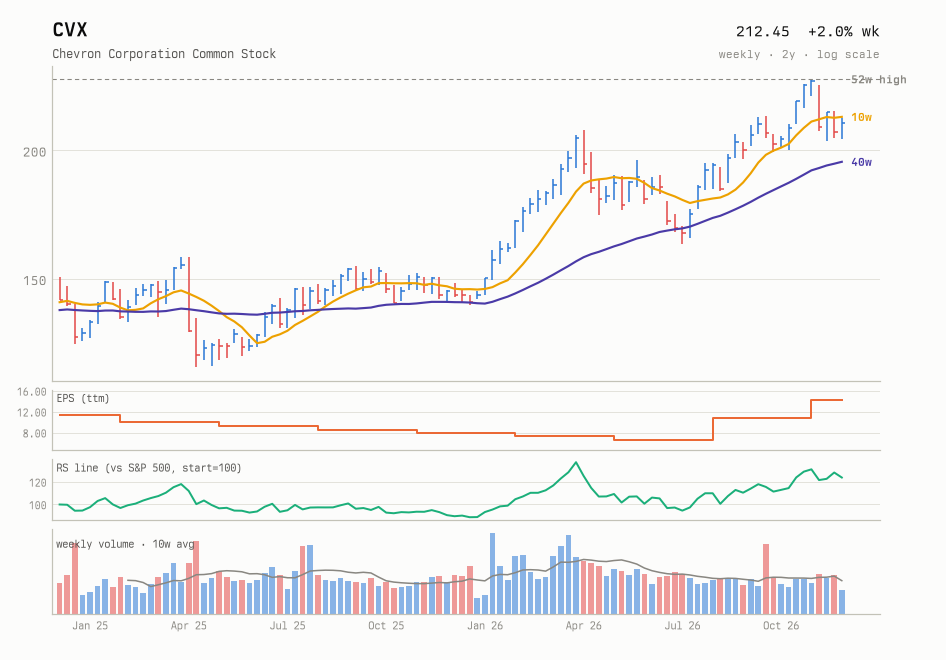 CVX
212.45 +2.0% wk
Chevron Corporation Common Stock
weekly · 2y · log scale
52w high
10w
200
40w
150
16.00
EPS (ttm)
12.00
8.00
RS line (vs S&P 500, start=100)
120
100
weekly volume · 10w avg
Jan 25 Apr 25 Jul 25 Oct 25 Jan 26 Apr 26 Jul 26 Oct 26